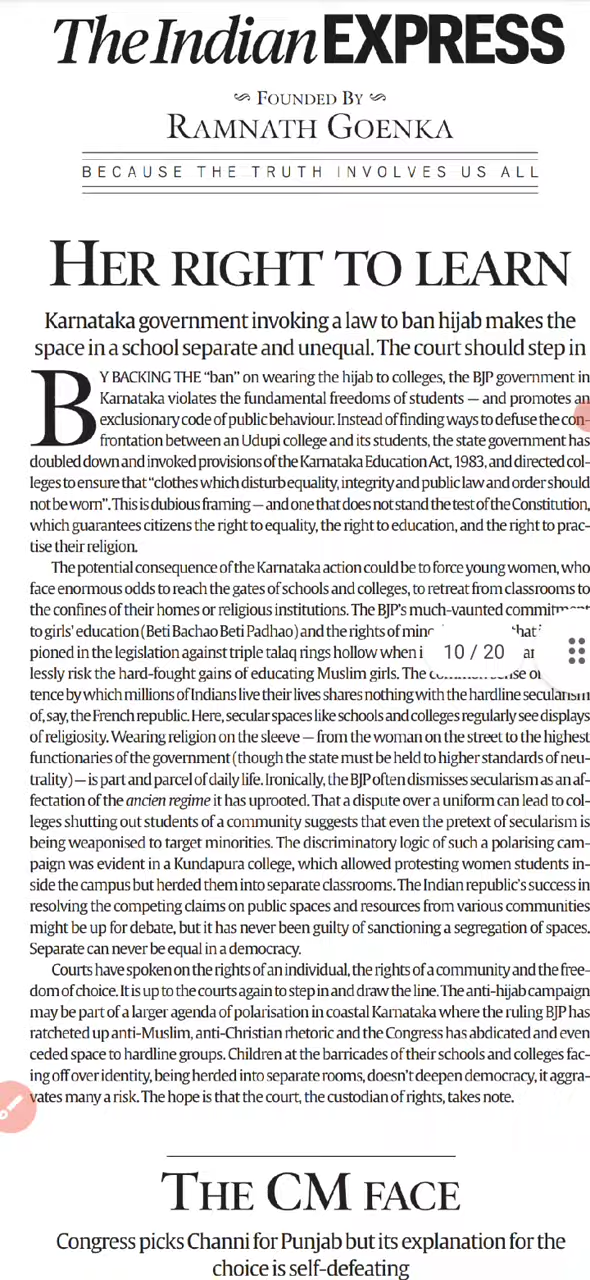 The Indian EXPRESS
FOUNDED BY
RAMNATH GOENKA
BECAUSE THE TRUTH INVOLVES US ALL
HER RIGHT TO LEARN
Karnataka government invoking a law to ban hijab makes the
space in a school separate and unequal. The court should step in
BY BACKING THE “ban” on wearing the hijab to colleges, the BJP government in
Karnataka violates the fundamental freedoms of students — and promotes an
exclusionary code of public behaviour. Instead of finding ways to defuse the con-
frontation between an Udupi college and its students, the state government has
doubled down and invoked provisions of the Karnataka Education Act, 1983, and directed col-
leges to ensure that “clothes which disturb equality, integrity and public law and order should
not be worn”. This is dubious framing — and one that does not stand the test of the Constitution,
which guarantees citizens the right to equality, the right to education, and the right to prac-
tise their religion.
The potential consequence of the Karnataka action could be to force young women, who
face enormous odds to reach the gates of schools and colleges, to retreat from classrooms to
the confines of their homes or religious institutions. The BJP’s much-vaunted commitment
to girls’ education (Beti Bachao Beti Padhao) and the rights of
pioned in the legislation against triple talaq rings hollow when 10 / 20
lessly risk the hard-fought gains of educating Muslim girls. The
tence by which millions of Indians live their lives shares nothing with the hardline secularism
of, say, the French republic. Here, secular spaces like schools and colleges regularly see displays
of religiosity. Wearing religion on the sleeve — from the woman on the street to the highest
functionaries of the government (though the state must be held to higher standards of neu-
trality) — is part and parcel of daily life. Ironically, the BJP often dismisses secularism as an af-
fectation of the ancien regime it has uprooted. That a dispute over a uniform can lead to col-
leges shutting out students of a community suggests that even the pretext of secularism is
being weaponised to target minorities. The discriminatory logic of such a polarising cam-
paign was evident in a Kundapura college, which allowed protesting women students in-
side the campus but herded them into separate classrooms. The Indian republic’s success in
resolving the competing claims on public spaces and resources from various communities
might be up for debate, but it has never been guilty of sanctioning a segregation of spaces.
Separate can never be equal in a democracy.
Courts have spoken on the rights of an individual, the rights of a community and the free-
dom of choice. It is up to the courts again to step in and draw the line. The anti-hijab campaign
may be part of a larger agenda of polarisation in coastal Karnataka where the ruling BJP has
ratcheted up anti-Muslim, anti-Christian rhetoric and the Congress has abdicated and even
ceded space to hardline groups. Children at the barricades of their schools and colleges fac-
ing off over identity, being herded into separate rooms, doesn’t deepen democracy, it aggra-
vates many a risk. The hope is that the court, the custodian of rights, takes note.
THE CM FACE
Congress picks Channi for Punjab but its explanation for the
choice is self-defeating